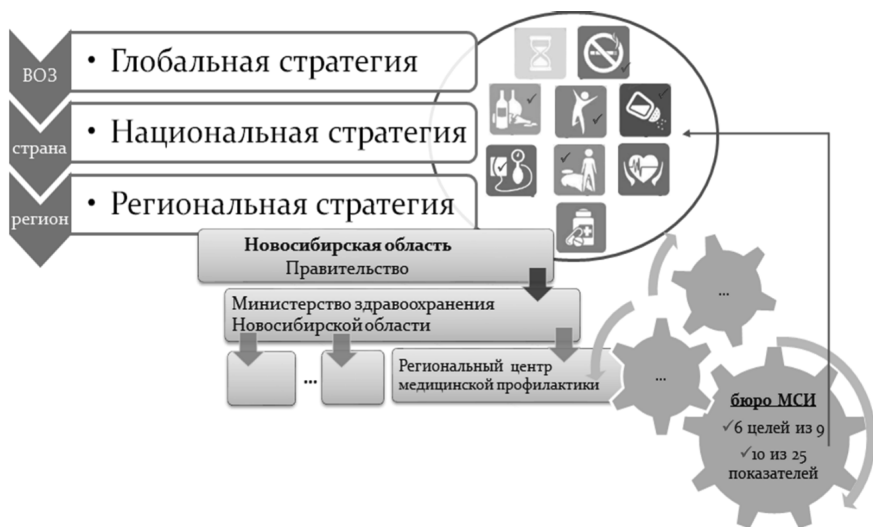 ВОЗ
• Глобальная стратегия
страна
• Национальная стратегия
регион
• Региональная стратегия
Новосибирская область
Правительство
Министерство здравоохранения
Новосибирской области
...
Региональный центр
медицинской профилактики
...
...
бюро МСИ
✓6 целей из 9
✓10 из 25
показателей